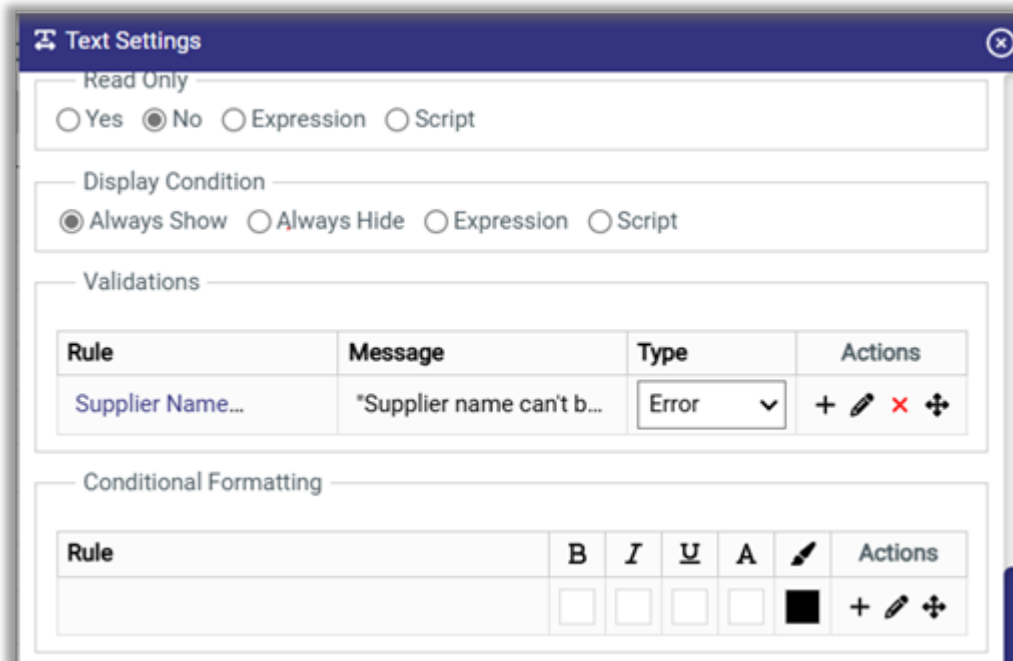 Text Settings
Read Only
Yes No Expression Script
Display Condition
Always Show Always Hide Expression Script
Validations
Rule Message Type Actions
Supplier Name... "Supplier name can't b... Error
Conditional Formatting
Rule B I U A Actions